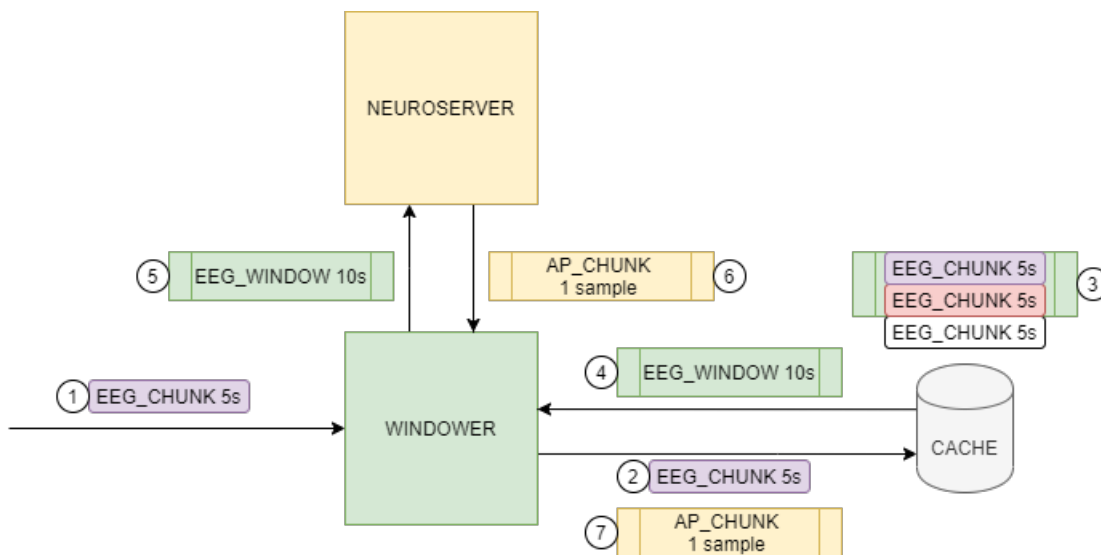 NEUROSERVER
5
EEG_WINDOW 10s
AP_CHUNK
1 sample
6
EEG_CHUNK 5s
EEG_CHUNK 5s
EEG_CHUNK 5s
3
1
EEG_CHUNK 5s
WINDOWER
4
EEG_WINDOW 10s
CACHE
2
EEG_CHUNK 5s
7
AP_CHUNK
1 sample